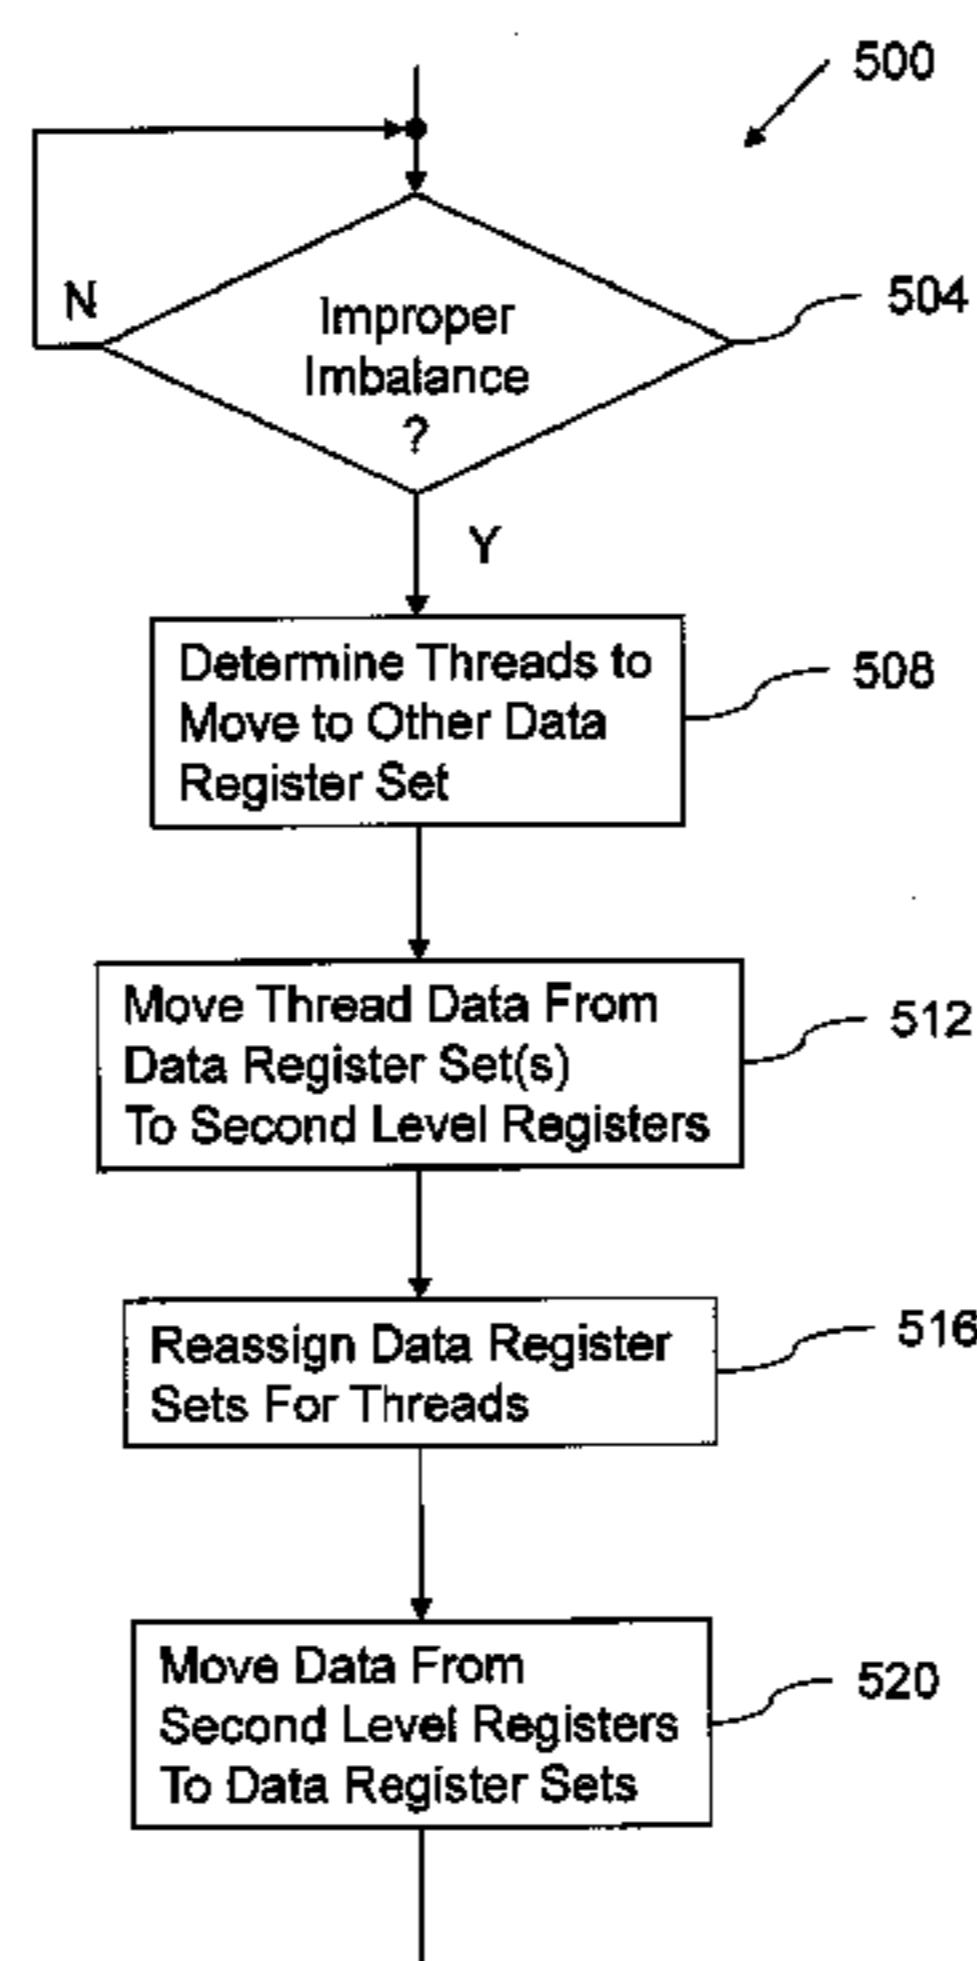 500
504
N
Improper
Imbalance
?
Y
Determine Threads to
Move to Other Data
Register Set
508
Move Thread Data From
Data Register Set(s)
To Second Level Registers
512
Reassign Data Register
Sets For Threads
516
Move Data From
Second Level Registers
To Data Register Sets
520